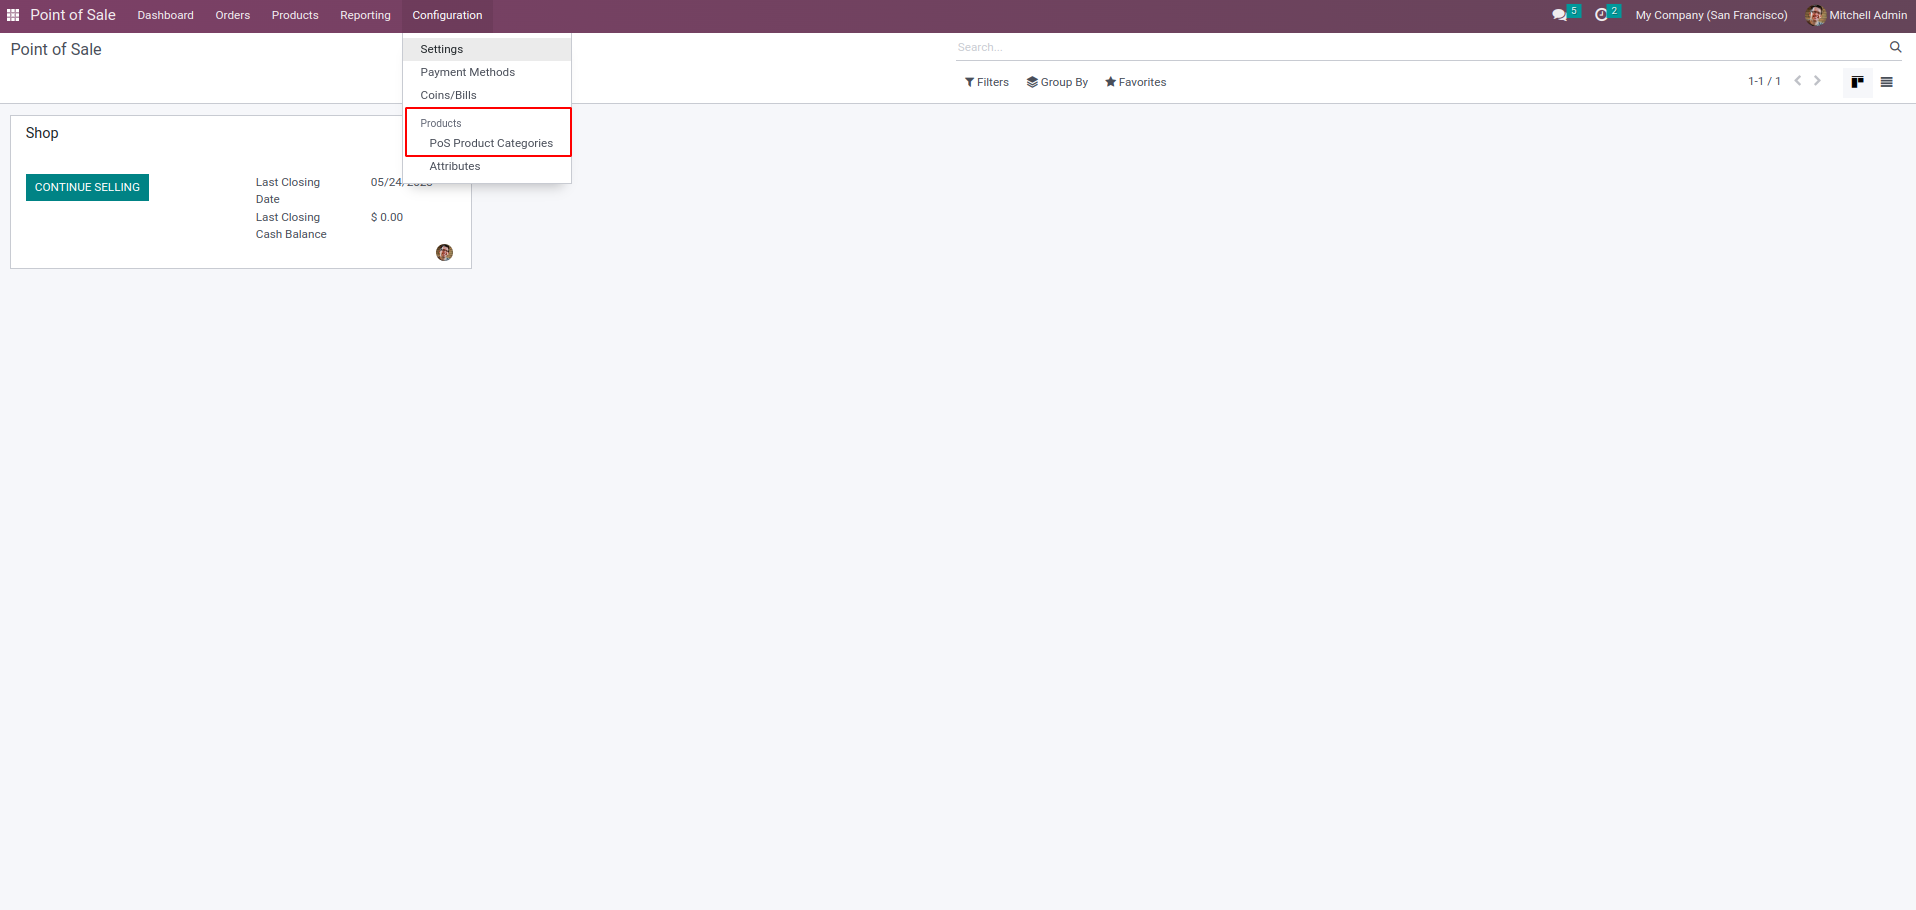 Point of Sale Dashboard Orders Products Reporting Configuration 5 2 My Company (San Francisco) Mitchell Admin
Point of Sale
Search...
Filters Group By Favorites 1-1 / 1
Settings
Payment Methods
Coins/Bills
Products
PoS Product Categories
Attributes
Shop
CONTINUE SELLING
Last Closing Date
05/24/
Last Closing Cash Balance
$ 0.00